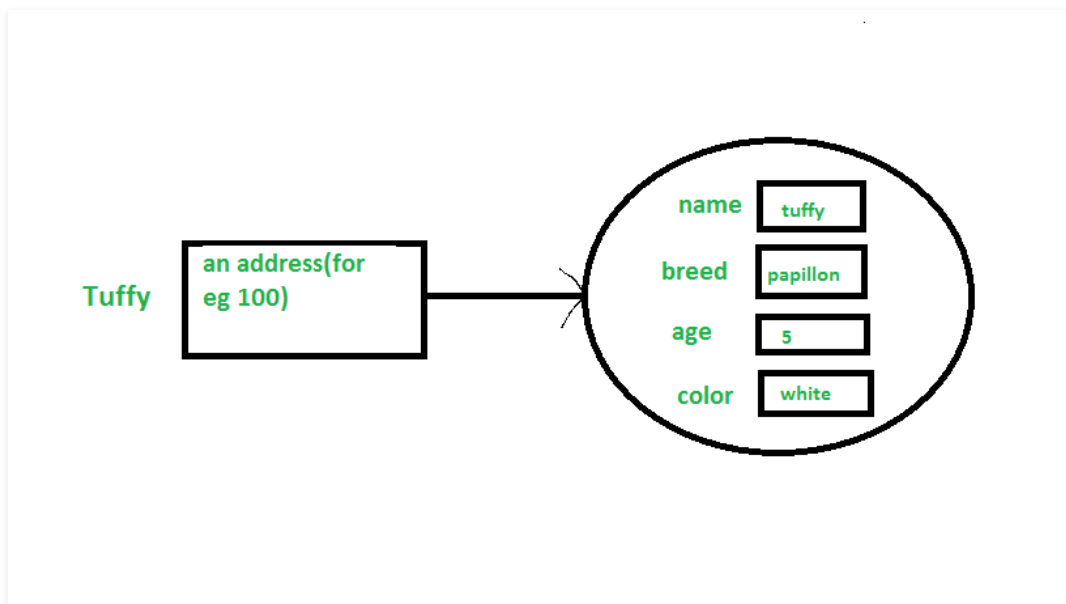 Tuffy
an address(for
eg 100)
name
tuffy
breed
papillon
age
5
color
white